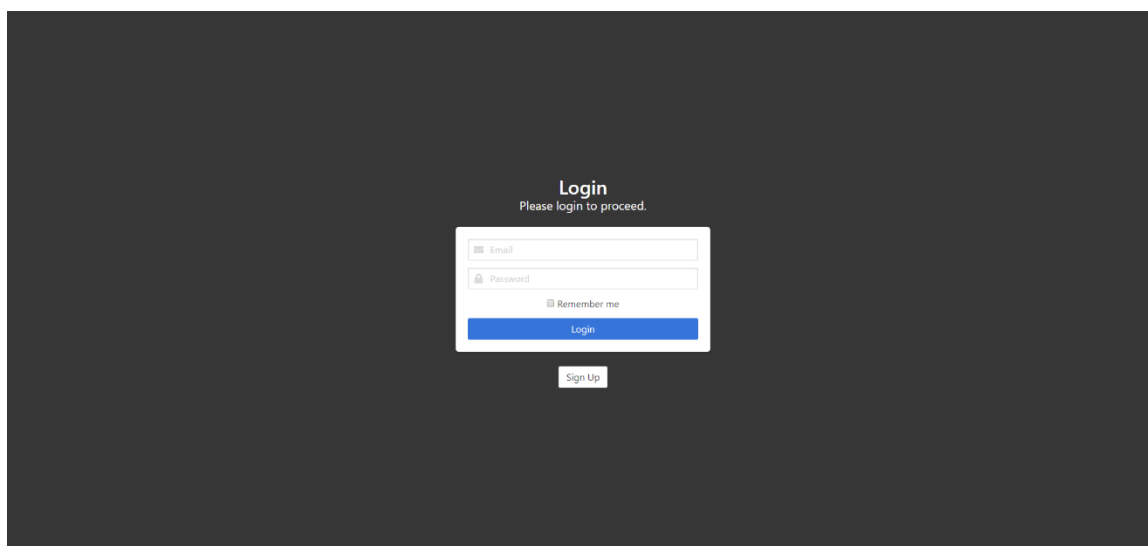 Login
Please login to proceed.
Email
Password
Remember me
Login
Sign Up